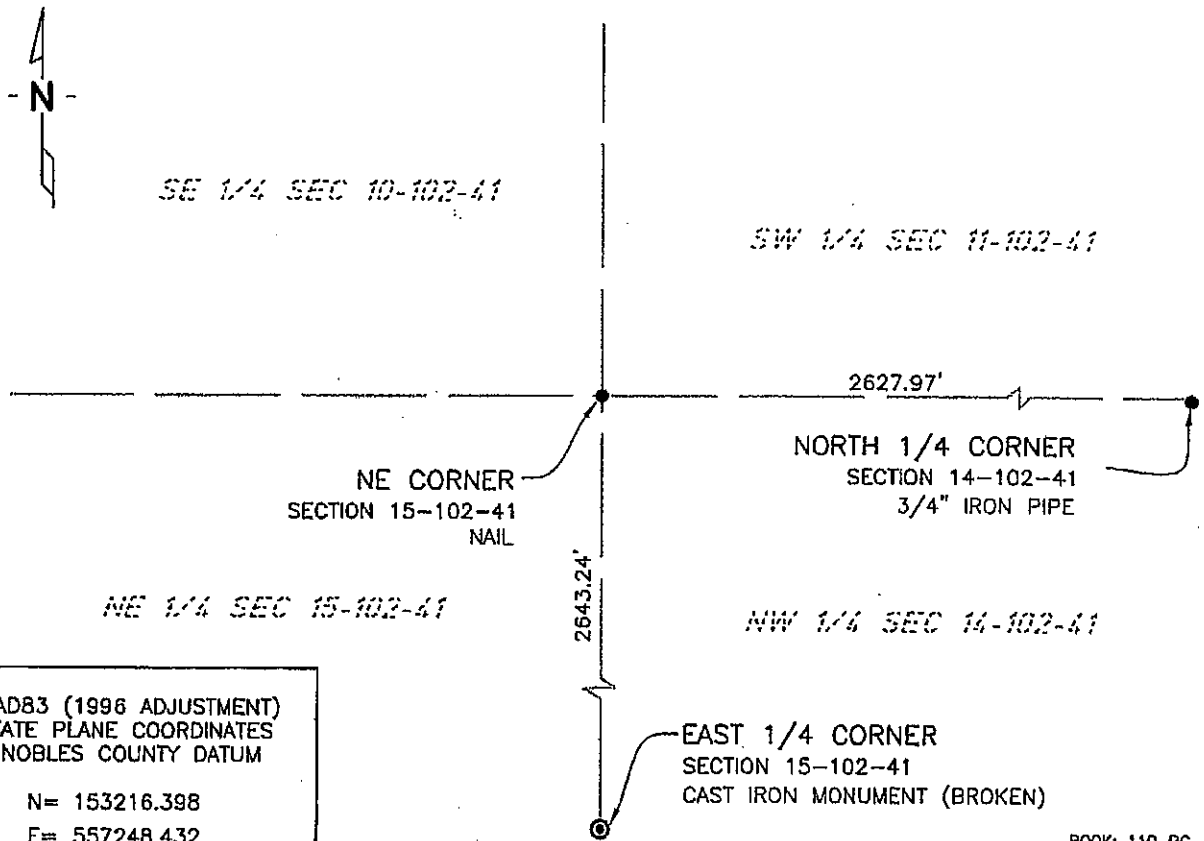 - N -
SE 1/4 SEC 10-102-41
SW 1/4 SEC 11-102-41
2627.97'
NE CORNER
SECTION 15-102-41
NAIL
NORTH 1/4 CORNER
SECTION 14-102-41
3/4" IRON PIPE
2643.24'
NE 1/4 SEC 15-102-41
NW 1/4 SEC 14-102-41
AD83 (1996 ADJUSTMENT)
ATE PLANE COORDINATES
NOBLES COUNTY DATUM
N= 153216.398
E= 557248.432
EAST 1/4 CORNER
SECTION 15-102-41
CAST IRON MONUMENT (BROKEN)